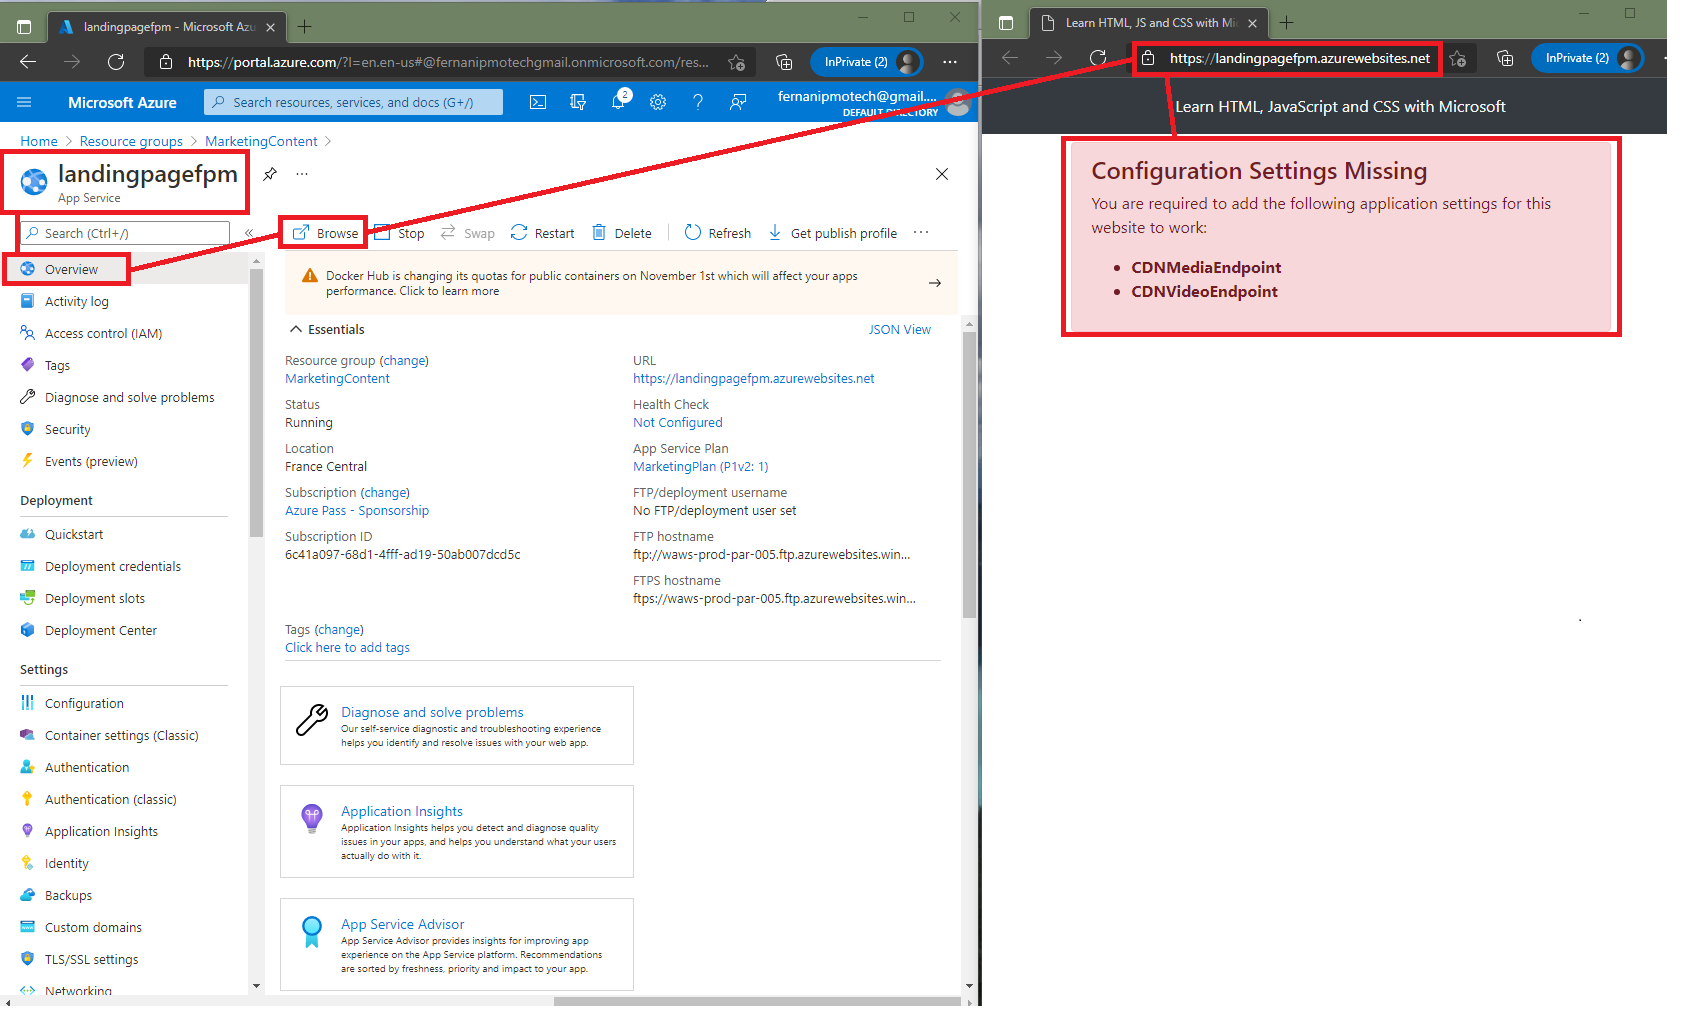 landingpagefpm - Microsoft Azu
https://portal.azure.com/?l=en.en-us#@fernanipmotechgmail.onmicrosoft.com/res...
InPrivate (2)
Microsoft Azure
Search resources, services, and docs (G+/)
2
fernanipmotech@gmail....
DEFAULT DIRECTORY
Home > Resource groups > MarketingContent >
landingpagefpm
App Service
Search (Ctrl+/)
Overview
Activity log
Access control (IAM)
Tags
Diagnose and solve problems
Security
Events (preview)
Deployment
Quickstart
Deployment credentials
Deployment slots
Deployment Center
Settings
Configuration
Container settings (Classic)
Authentication
Authentication (classic)
Application Insights
Identity
Backups
Custom domains
TLS/SSL settings
Networking
Browse
Stop
Swap
Restart
Delete
Refresh
Get publish profile
Docker Hub is changing its quotas for public containers on November 1st which will affect your apps
performance. Click to learn more
Essentials
JSON View
Resource group (change)
MarketingContent
Status
Running
Location
France Central
Subscription (change)
Azure Pass - Sponsorship
Subscription ID
6c41a097-68d1-4fff-ad19-50ab007dcd5c
URL
https://landingpagefpm.azurewebsites.net
Health Check
Not Configured
App Service Plan
MarketingPlan (P1v2: 1)
FTP/deployment username
No FTP/deployment user set
FTP hostname
ftp://waws-prod-par-005.ftp.azurewebsites.win...
FTPS hostname
ftps://waws-prod-par-005.ftp.azurewebsites.win...
Tags (change)
Click here to add tags
Diagnose and solve problems
Our self-service diagnostic and troubleshooting experience
helps you identify and resolve issues with your web app.
Application Insights
Application Insights helps you detect and diagnose quality
issues in your apps, and helps you understand what your users
actually do with it.
App Service Advisor
App Service Advisor provides insights for improving app
experience on the App Service platform. Recommendations
are sorted by freshness, priority and impact to your app.
Learn HTML, JS and CSS with Mi
https://landingpagefpm.azurewebsites.net
InPrivate (2)
Learn HTML, JavaScript and CSS with Microsoft
Configuration Settings Missing
You are required to add the following application settings for this
website to work:
• CDNMediaEndpoint
• CDNVideoEndpoint